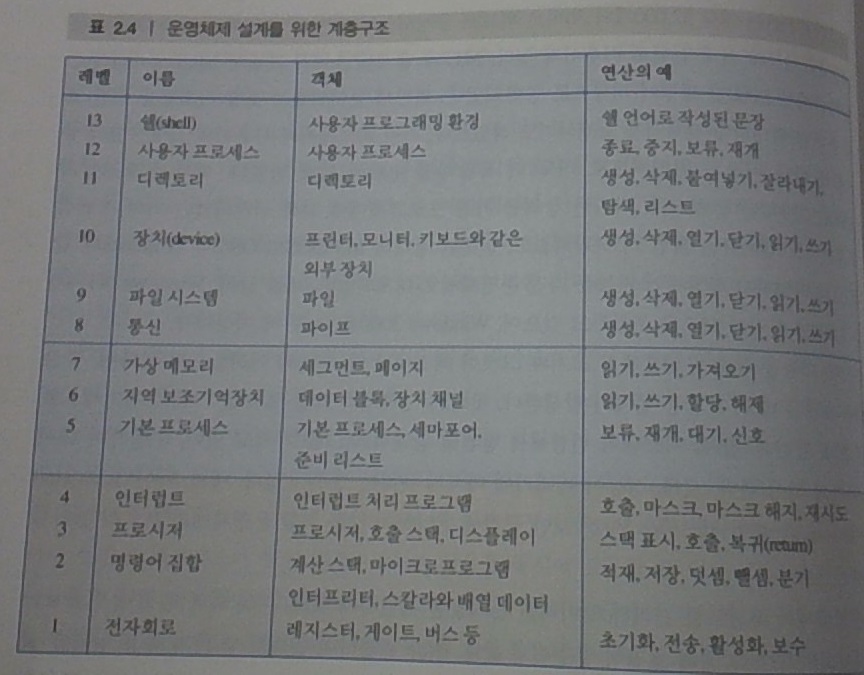 표 2.4 | 운영체제 설계를 위한 계층구조
레벨 이름 객체 연산의 예
13 쉘(shell) 사용자 프로그래밍 환경 쉘 언어로 작성된 문장
12 사용자 프로세스 사용자 프로세스 종료, 중지, 보류, 재개
11 디렉토리 디렉토리 생성, 삭제, 붙여넣기, 잘라내기,
탐색, 리스트
10 장치(device) 프린터, 모니터, 키보드와 같은 생성, 삭제, 열기, 닫기, 읽기, 쓰기
외부 장치
9 파일 시스템 파일 생성, 삭제, 열기, 닫기, 읽기, 쓰기
8 통신 파이프 생성, 삭제, 열기, 닫기, 읽기, 쓰기
7 가상 메모리 세그먼트, 페이지 읽기, 쓰기, 가져오기
6 지역 보조기억장치 데이터 블록, 장치 채널 읽기, 쓰기, 할당, 해제
5 기본 프로세스 기본 프로세스, 세마포어, 보류, 재개, 대기, 신호
준비 리스트
4 인터럽트 인터럽트 처리 프로그램 호출, 마스크, 마스크 해지, 재시도
3 프로시저 프로시저, 호출 스택, 디스플레이 스택 표시, 호출, 복귀(return)
2 명령어 집합 계산 스택, 마이크로프로그램 적재, 저장, 덧셈, 뺄셈, 분기
인터프리터, 스칼라와 배열 데이터
1 전자회로 레지스터, 게이트, 버스 등 초기화, 전송, 활성화, 보수